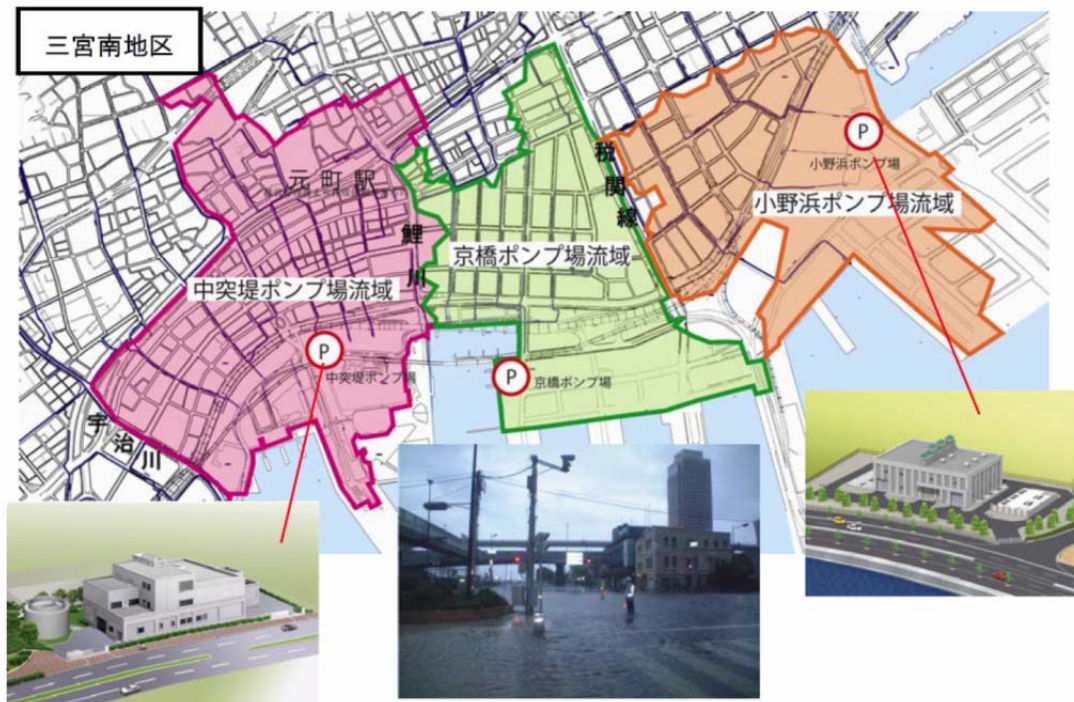 三宮南地区
元町駅
鯉川
税関線
P
小野浜ポンプ場
小野浜ポンプ場流域
京橋ポンプ場流域
中突堤ポンプ場流域
P
中突堤ポンプ場
P
京橋ポンプ場
宇治川